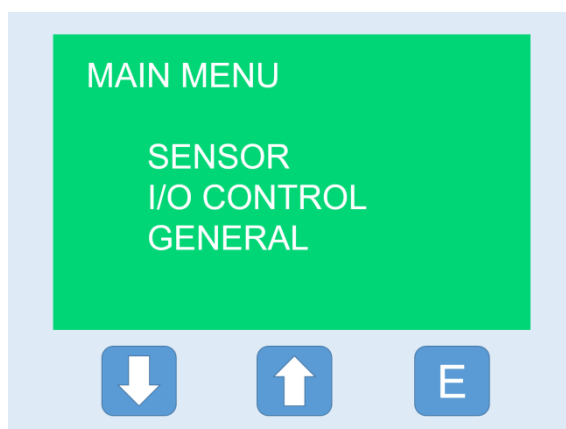 MAIN MENU
SENSOR
I/O CONTROL
GENERAL
E